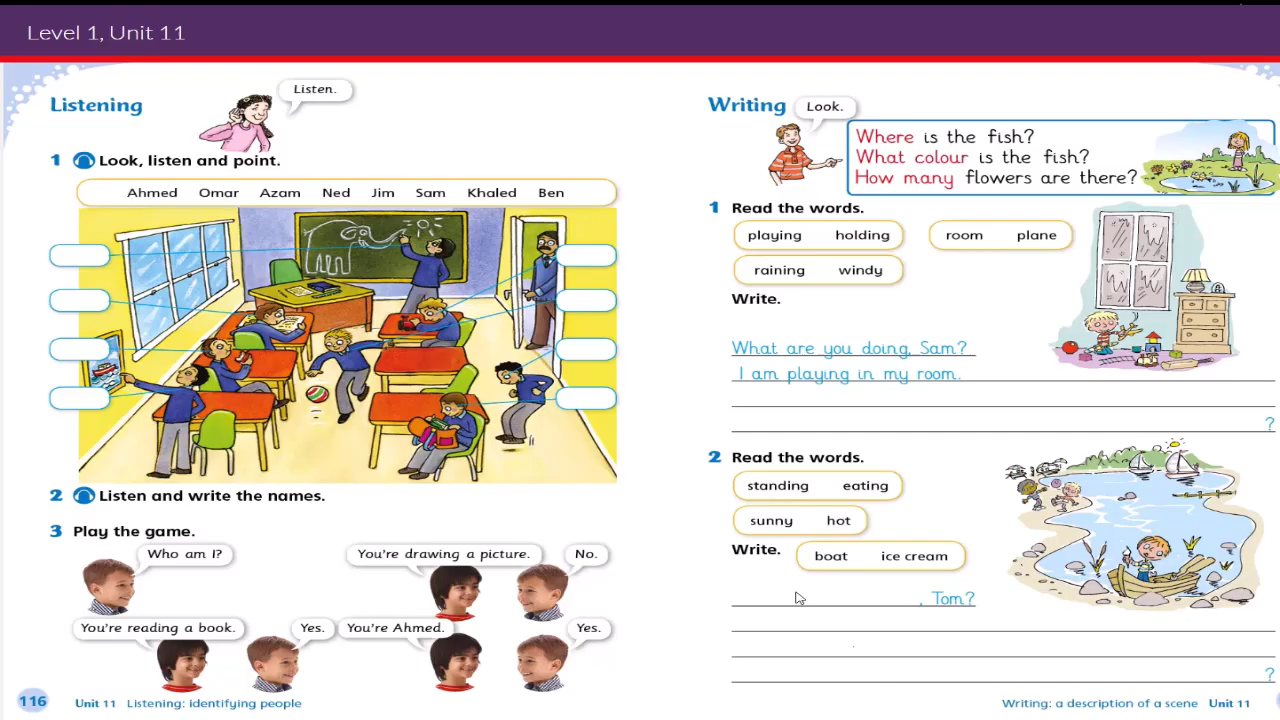 Level 1, Unit 11
Listening
Listen.
1 Look, listen and point.
Ahmed Omar Azam Ned Jim Sam Khaled Ben
2 Listen and write the names.
3 Play the game.
Who am I?
You're drawing a picture.
No.
You're reading a book.
Yes.
You're Ahmed.
Yes.
116 Unit 11 Listening: identifying people
Writing
Look.
Where is the fish?
What colour is the fish?
How many flowers are there?
1 Read the words.
playing holding
room plane
raining windy
Write.
What are you doing, Sam?
I am playing in my room.
?
2 Read the words.
standing eating
sunny hot
Write.
boat ice cream
, Tom?
?
Writing: a description of a scene Unit 11